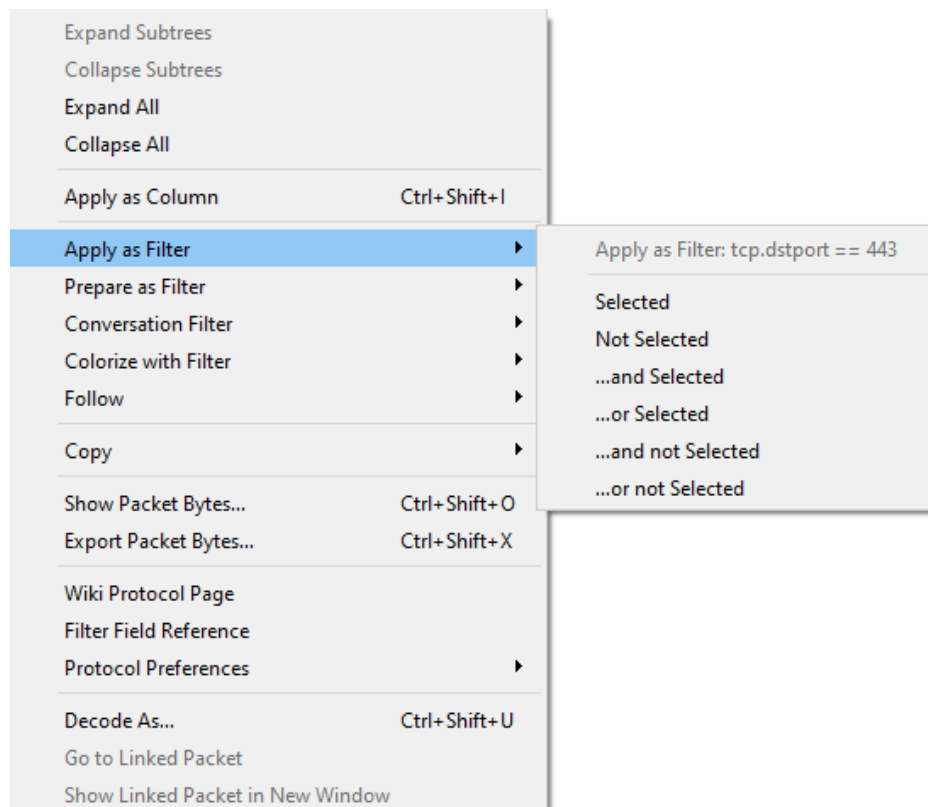 Expand Subtrees
Collapse Subtrees
Expand All
Collapse All
Apply as Column Ctrl+Shift+I
Apply as Filter
Prepare as Filter
Conversation Filter
Colorize with Filter
Follow
Copy
Show Packet Bytes... Ctrl+Shift+O
Export Packet Bytes... Ctrl+Shift+X
Wiki Protocol Page
Filter Field Reference
Protocol Preferences
Decode As... Ctrl+Shift+U
Go to Linked Packet
Show Linked Packet in New Window
Apply as Filter: tcp.dstport == 443
Selected
Not Selected
...and Selected
...or Selected
...and not Selected
...or not Selected